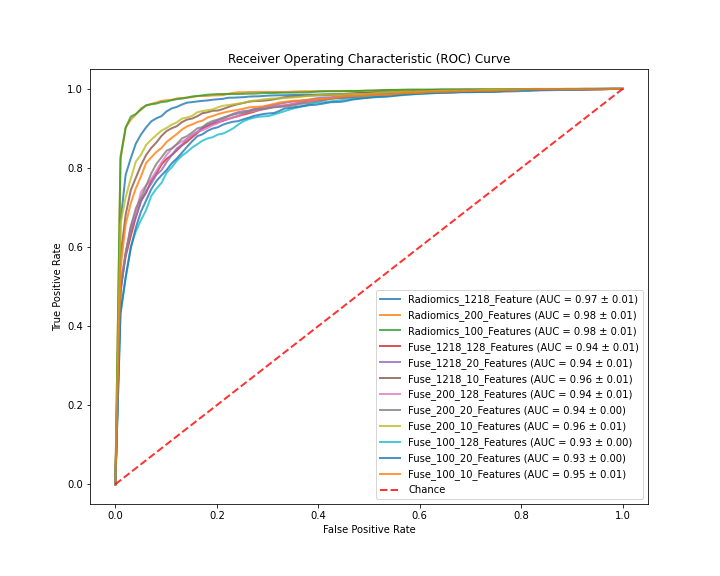 Receiver Operating Characteristic (ROC) Curve
1.0
0.8
0.6
0.4
0.2
0.0
True Positive Rate
Radiomics_1218_Feature (AUC = 0.97 ± 0.01)
Radiomics_200_Features (AUC = 0.98 ± 0.01)
Radiomics_100_Features (AUC = 0.98 ± 0.01)
Fuse_1218_128_Features (AUC = 0.94 ± 0.01)
Fuse_1218_20_Features (AUC = 0.94 ± 0.01)
Fuse_1218_10_Features (AUC = 0.96 ± 0.01)
Fuse_200_128_Features (AUC = 0.94 ± 0.01)
Fuse_200_20_Features (AUC = 0.94 ± 0.00)
Fuse_200_10_Features (AUC = 0.96 ± 0.01)
Fuse_100_128_Features (AUC = 0.93 ± 0.00)
Fuse_100_20_Features (AUC = 0.93 ± 0.00)
Fuse_100_10_Features (AUC = 0.95 ± 0.01)
Chance
0.0 0.2 0.4 0.6 0.8 1.0
False Positive Rate